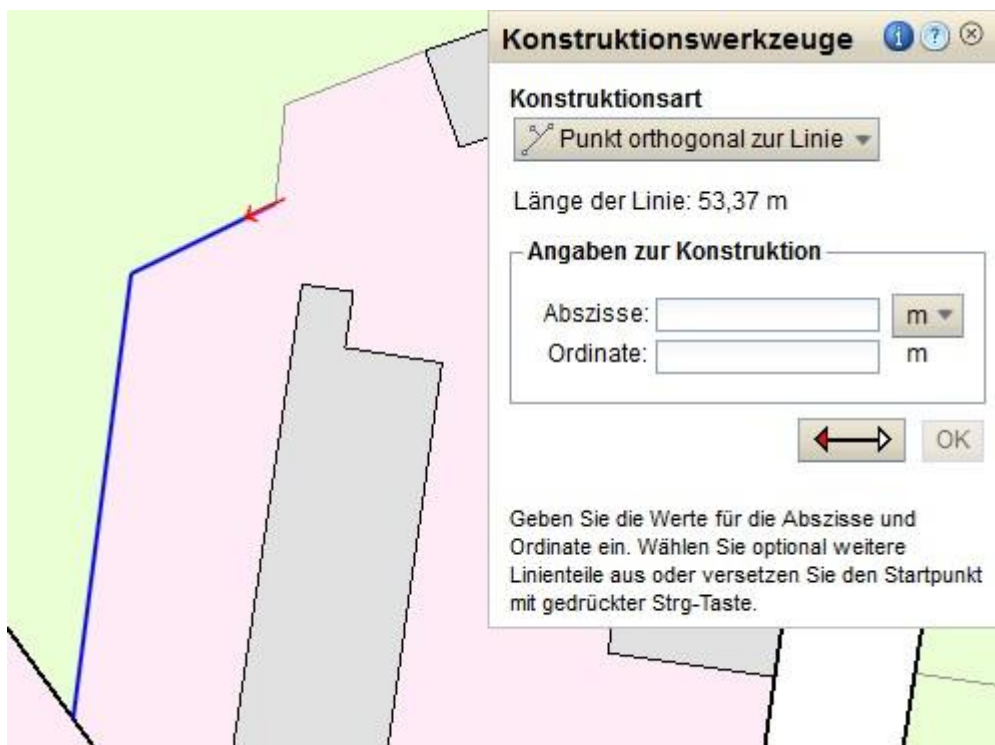 Konstruktionswerkzeuge i ?
Konstruktionsart
Punkt orthogonal zur Linie
Länge der Linie: 53,37 m
Angaben zur Konstruktion
Abszisse: m
Ordinate: m
OK
Geben Sie die Werte für die Abszisse und
Ordinate ein. Wählen Sie optional weitere
Linienteile aus oder versetzen Sie den Startpunkt
mit gedrückter Strg-Taste.